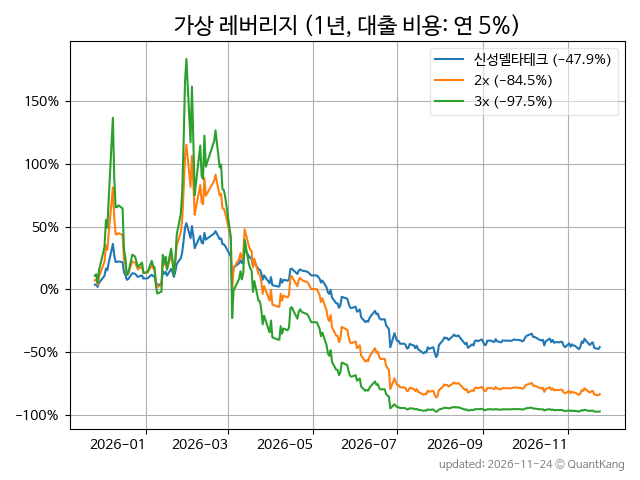 가상 레버리지 (1년, 대출 비용: 연 5%)
신성델타테크 (-47.9%)
2x (-84.5%)
3x (-97.5%)
150%
100%
50%
0%
-50%
-100%
2026-01 2026-03 2026-05 2026-07 2026-09 2026-11
updated: 2026-11-24 © QuantKang